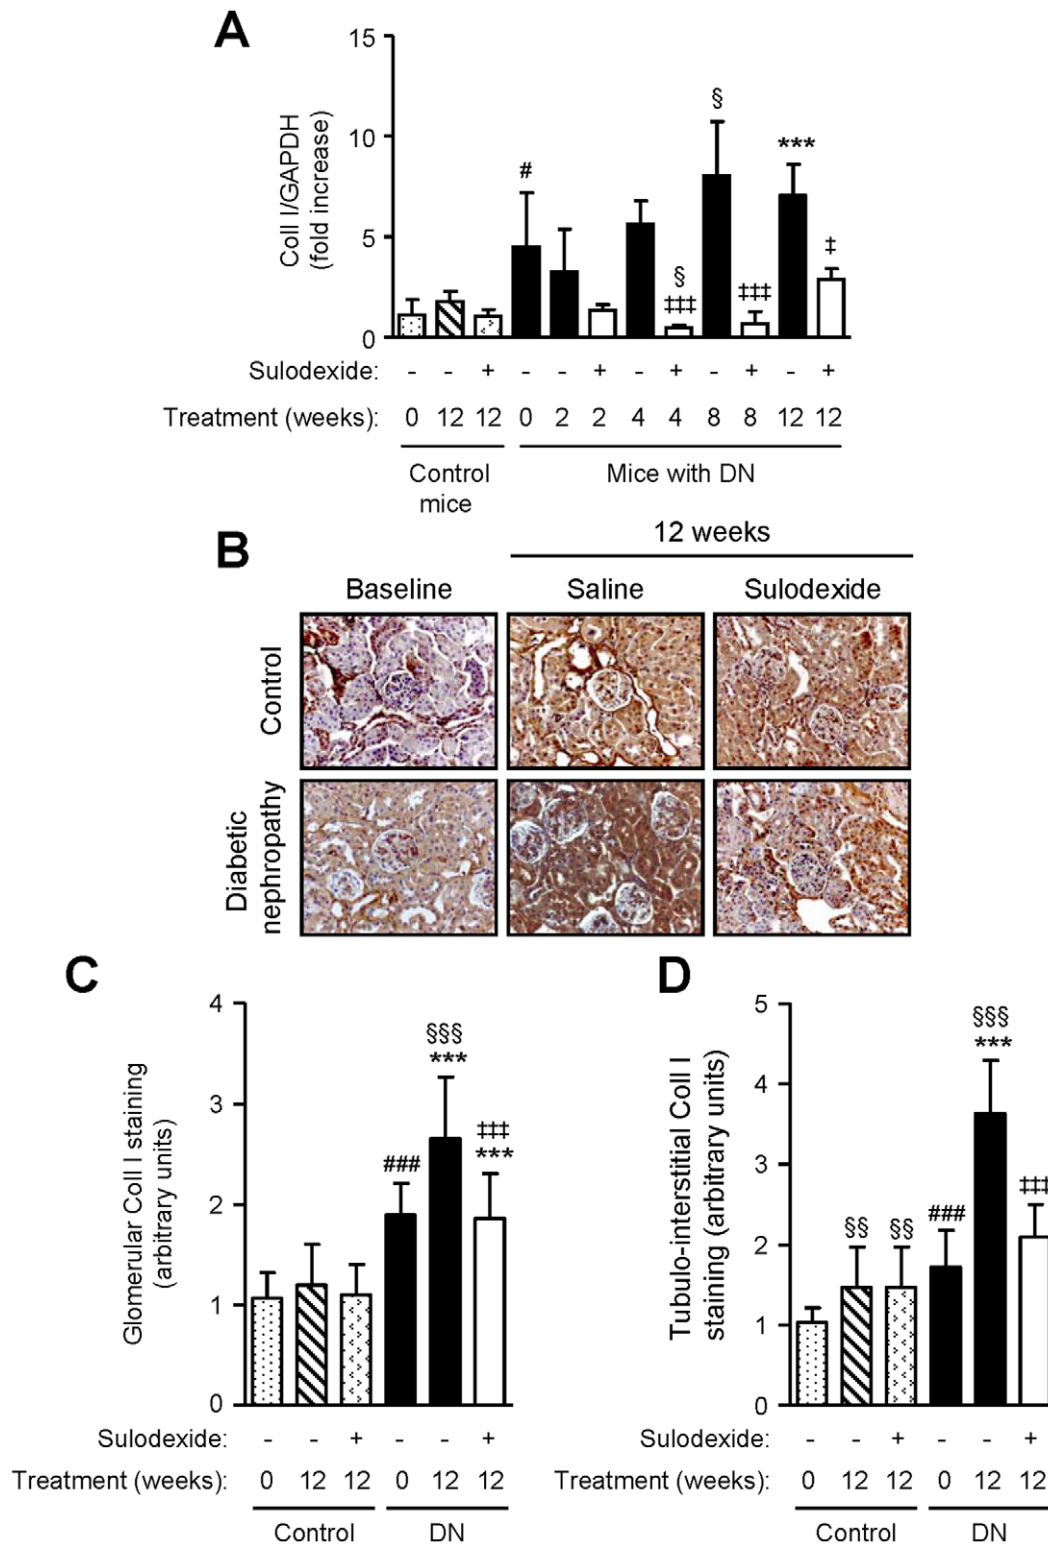 A
15
10
5
0
Coll I/GAPDH
(fold increase)
#
§
‡‡‡
§
‡‡‡
***
‡
Sulodexide: - - + - - + - + - + - +
Treatment (weeks): 0 12 12 0 2 2 4 4 8 8 12 12
Control
mice
Mice with DN
B
12 weeks
Baseline Saline Sulodexide
Control
Diabetic
nephropathy
C
4
3
2
1
0
Glomerular Coll I staining
(arbitrary units)
###
§§§
***
‡‡‡
***
Sulodexide: - - + - - +
Treatment (weeks): 0 12 12 0 12 12
Control DN
D
5
4
3
2
1
0
Tubulo-interstitial Coll I
staining (arbitrary units)
§§
§§
###
§§§
***
‡‡‡
Sulodexide: - - + - - +
Treatment (weeks): 0 12 12 0 12 12
Control DN